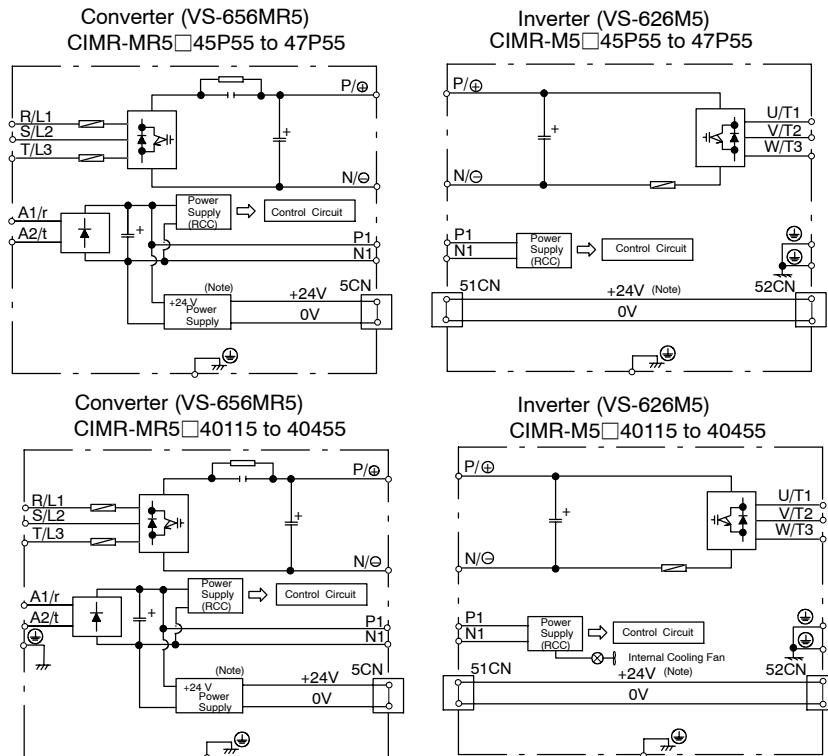 Converter (VS-656MR5)
CIMR-MR5□45P55 to 47P55
P/⊕
R/L1
S/L2
T/L3
N/⊖
A1/r
A2/t
+
+
Power
Supply
(RCC)
Control Circuit
P1
N1
(Note)
+24 V
Power
Supply
+24V
0V
5CN
Inverter (VS-626M5)
CIMR-M5□45P55 to 47P55
P/⊕
+
U/T1
V/T2
W/T3
N/⊖
P1
N1
Power
Supply
(RCC)
Control Circuit
51CN
+24V (Note)
0V
52CN
Converter (VS-656MR5)
CIMR-MR5□40115 to 40455
P/⊕
R/L1
S/L2
T/L3
+
N/⊖
A1/r
A2/t
+
Power
Supply
(RCC)
Control Circuit
P1
N1
(Note)
+24 V
Power
Supply
+24V
0V
5CN
Inverter (VS-626M5)
CIMR-M5□40115 to 40455
P/⊕
+
U/T1
V/T2
W/T3
N/⊖
P1
N1
Power
Supply
(RCC)
Control Circuit
Internal Cooling Fan
51CN
+24V (Note)
0V
52CN